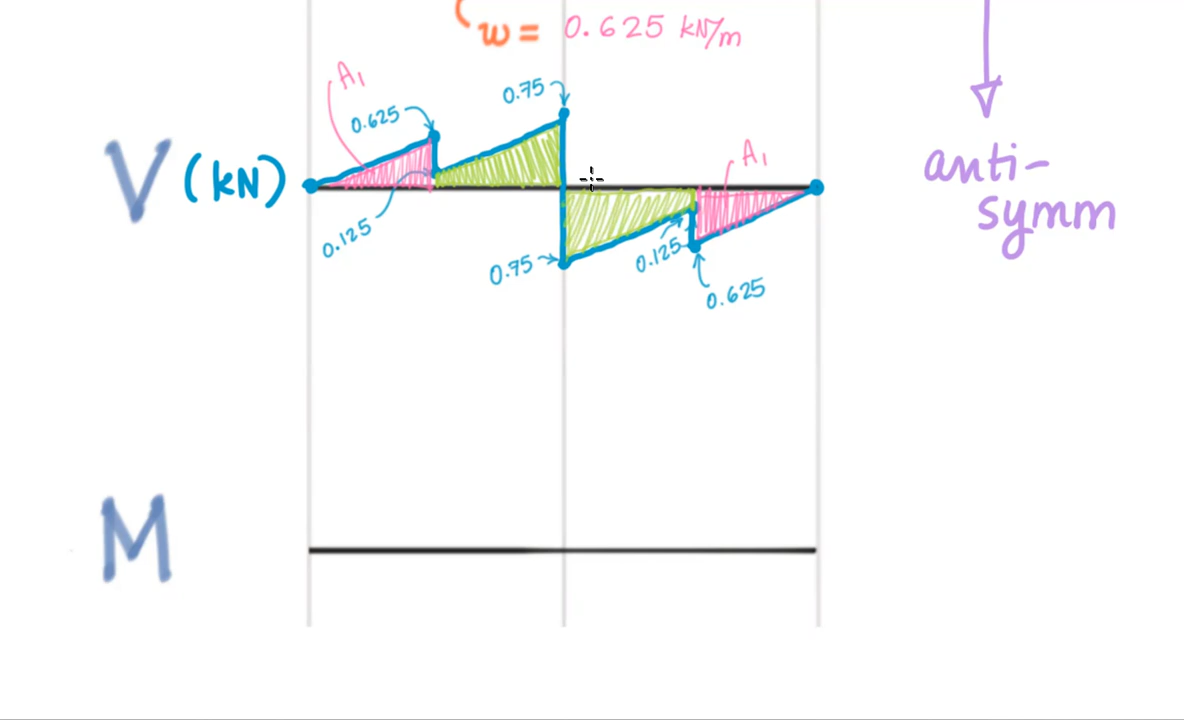 w = 0.625 kN/m
A1
0.75
0.625
V (kN)
A1
anti-
symm
0.125
0.125
0.75
0.625
M